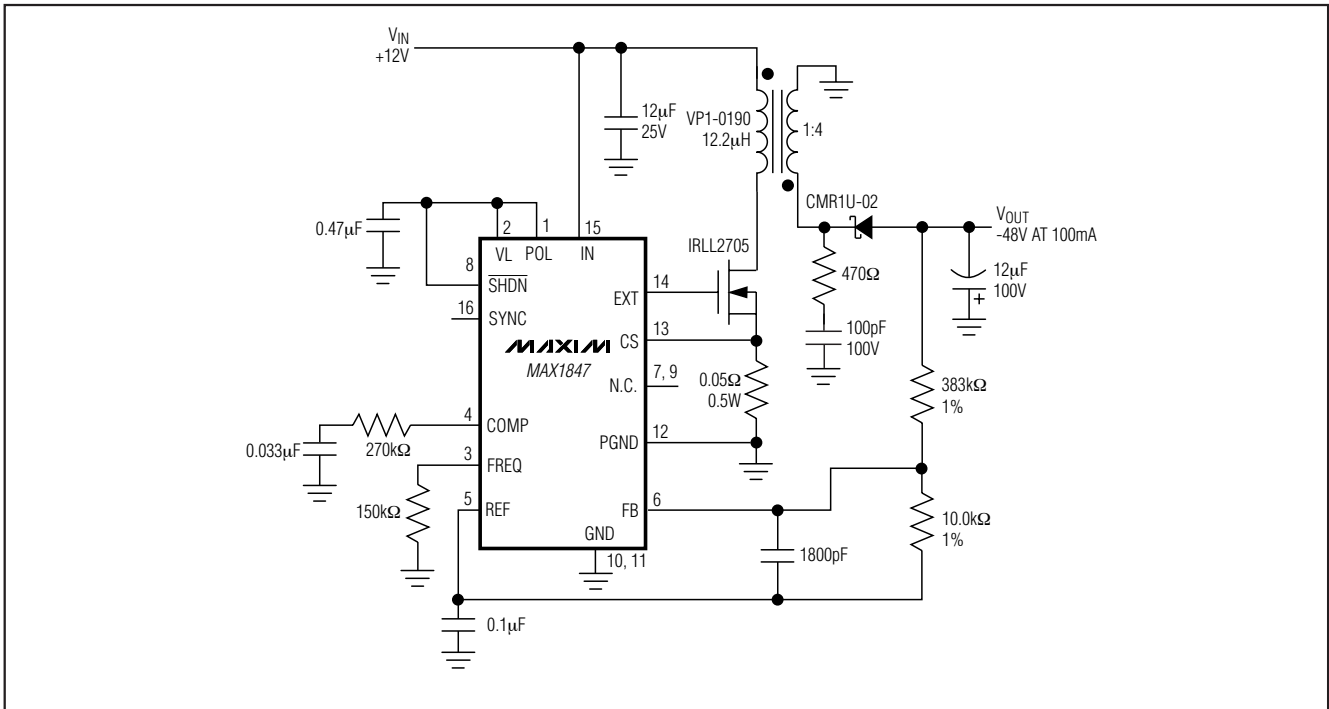 VIN
+12V
12μF
25V
VP1-0190
12.2μH
1:4
CMR1U-02
VOUT
-48V AT 100mA
0.47μF
2
1
15
VL
POL
IN
IRLL2705
470Ω
12μF
100V
+
8
SHDN
14
EXT
16
SYNC
13
CS
100pF
100V
MAXIM
MAX1847
7, 9
N.C.
0.05Ω
0.5W
383kΩ
1%
4
COMP
12
PGND
0.033μF
270kΩ
3
FREQ
150kΩ
5
REF
6
FB
10.0kΩ
1%
GND
10, 11
1800pF
0.1μF